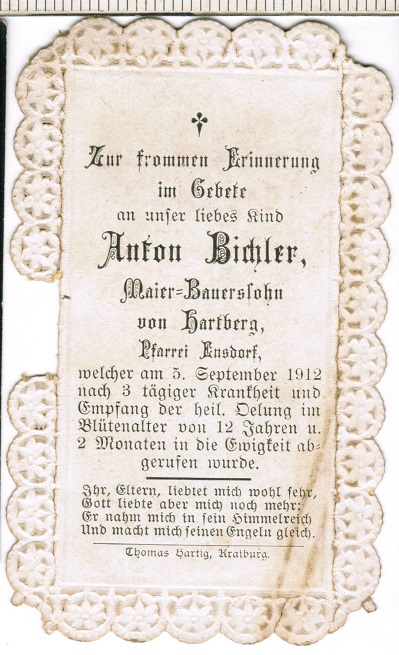 Zur frommen Erinnerung
im Gebete
an unser liebes Kind
Anton Bichler,
Maier=Bauerssohn
von Hartberg,
Pfarrei Ensdorf,
welcher am 5. September 1912
nach 3 tägiger Krankheit und
Empfang der heil. Oelung im
Blütenalter von 12 Jahren u.
2 Monaten in die Ewigkeit ab=
gerufen wurde.
Ihr, Eltern, liebtet mich wohl sehr,
Gott liebte aber mich noch mehr:
Er nahm mich in sein Himmelreich
Und macht mich seinen Engeln gleich.
Thomas Hartig, Kraiburg.